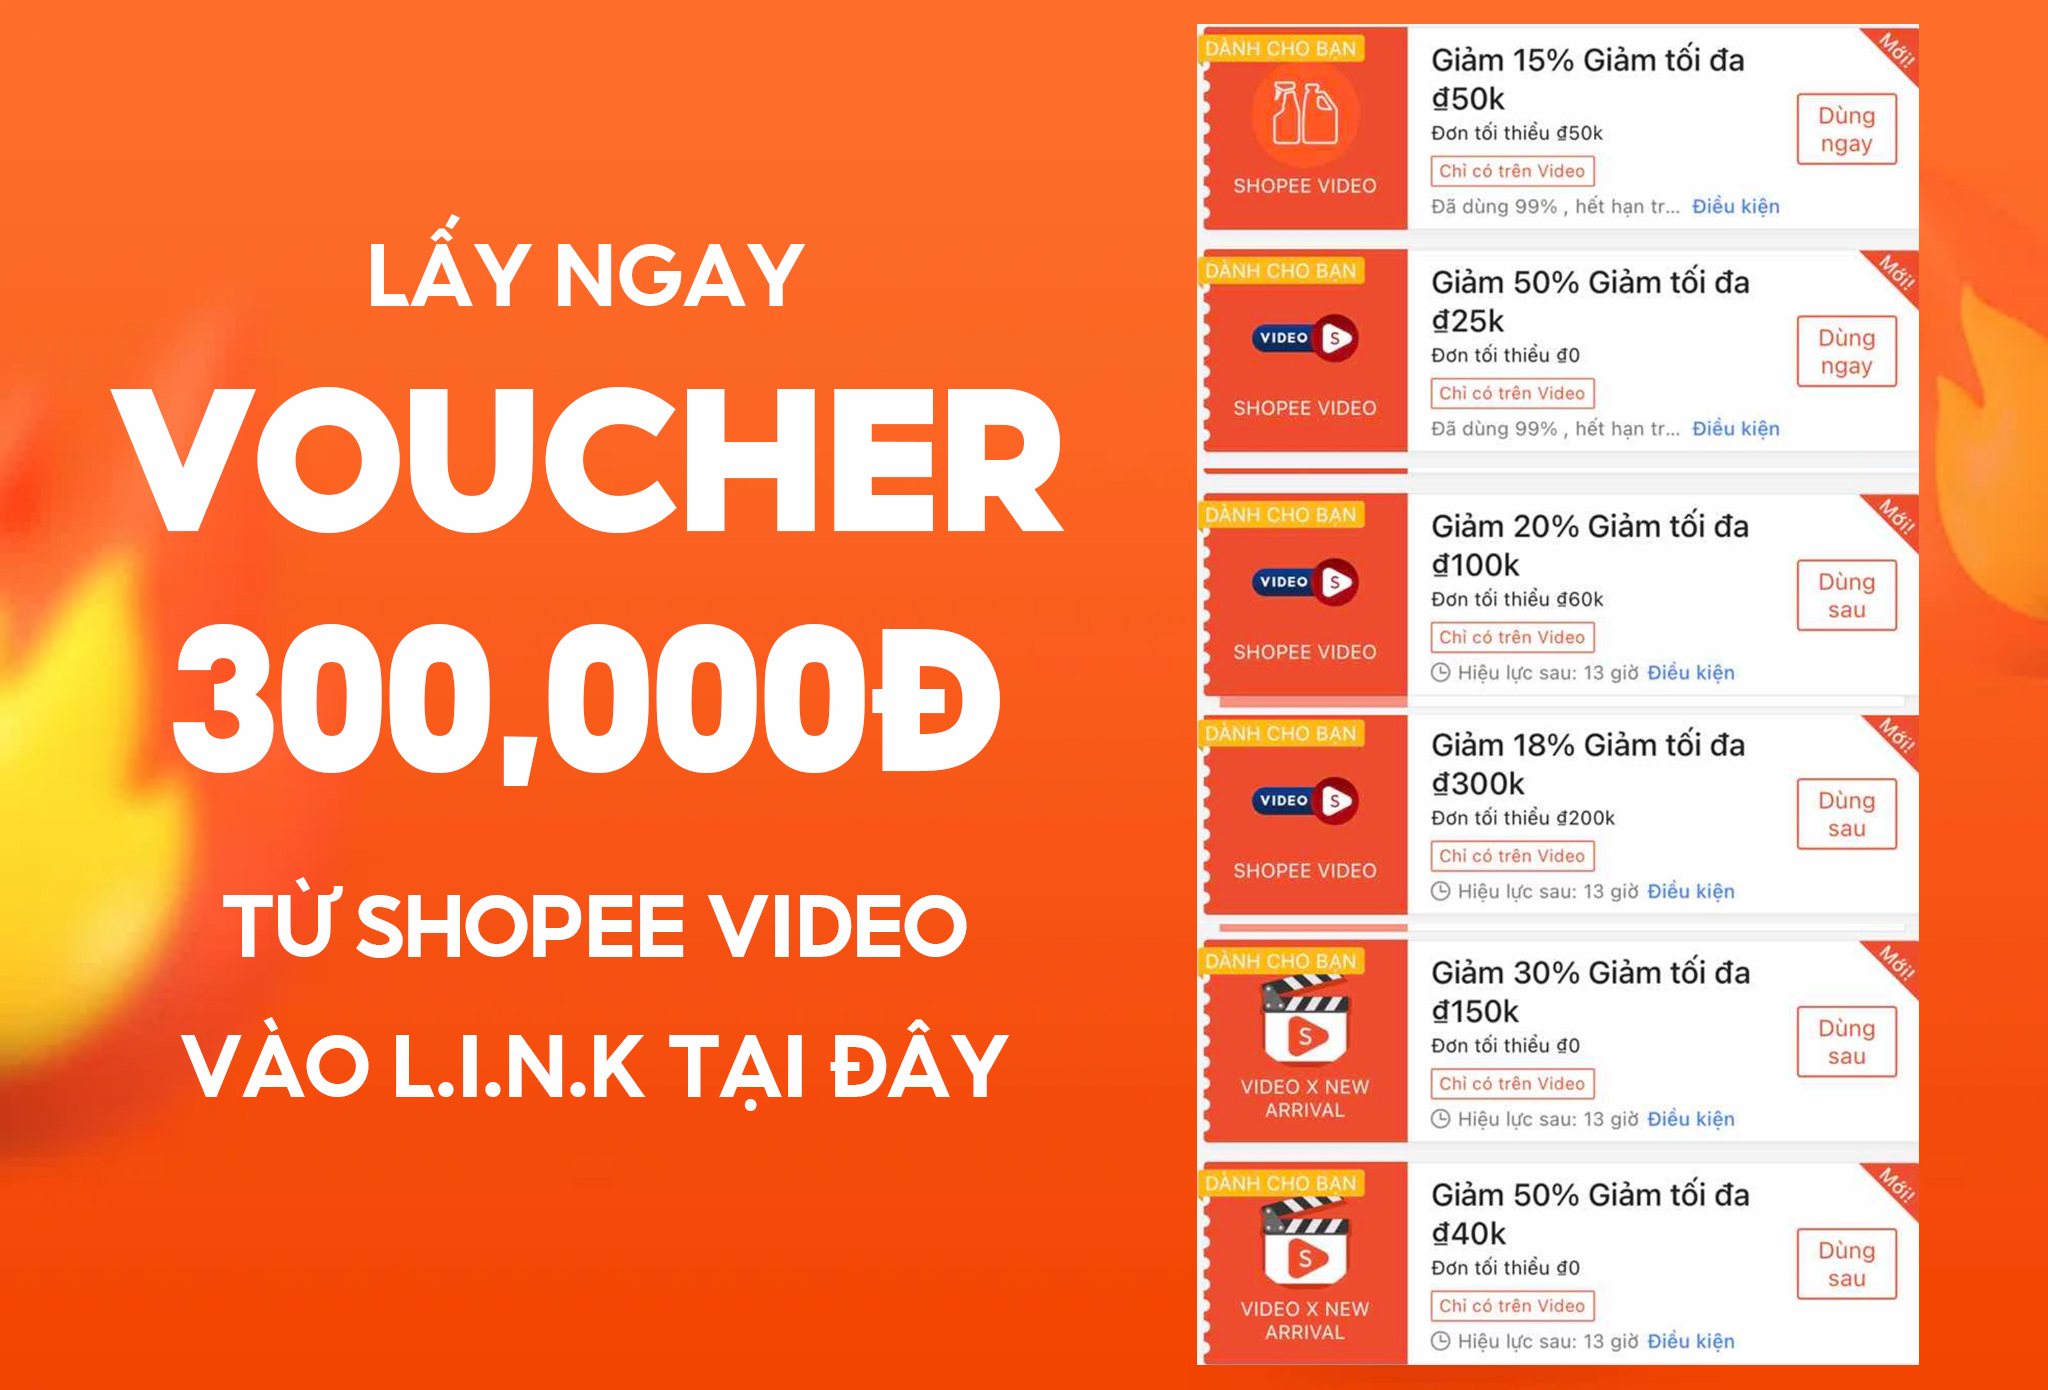 LẤY NGAY
VOUCHER
300,000Đ
TỪ SHOPEE VIDEO
VÀO L.I.N.K TẠI ĐÂY
DÀNH CHO BẠN
SHOPEE VIDEO
Giảm 15% Giảm tối đa
₫50k
Đơn tối thiểu ₫50k
Chỉ có trên Video
Đã dùng 99% , hết hạn tr... Điều kiện
Mới!
Dùng
ngay
DÀNH CHO BẠN
VIDEO S
SHOPEE VIDEO
Giảm 50% Giảm tối đa
₫25k
Đơn tối thiểu ₫0
Chỉ có trên Video
Đã dùng 99% , hết hạn tr... Điều kiện
Mới!
Dùng
ngay
DÀNH CHO BẠN
VIDEO S
SHOPEE VIDEO
Giảm 20% Giảm tối đa
₫100k
Đơn tối thiểu ₫60k
Chỉ có trên Video
Hiệu lực sau: 13 giờ Điều kiện
Mới!
Dùng
sau
DÀNH CHO BẠN
VIDEO S
SHOPEE VIDEO
Giảm 18% Giảm tối đa
₫300k
Đơn tối thiểu ₫200k
Chỉ có trên Video
Hiệu lực sau: 13 giờ Điều kiện
Mới!
Dùng
sau
DÀNH CHO BẠN
S
VIDEO X NEW
ARRIVAL
Giảm 30% Giảm tối đa
₫150k
Đơn tối thiểu ₫0
Chỉ có trên Video
Hiệu lực sau: 13 giờ Điều kiện
Mới!
Dùng
sau
DÀNH CHO BẠN
S
VIDEO X NEW
ARRIVAL
Giảm 50% Giảm tối đa
₫40k
Đơn tối thiểu ₫0
Chỉ có trên Video
Hiệu lực sau: 13 giờ Điều kiện
Mới!
Dùng
sau